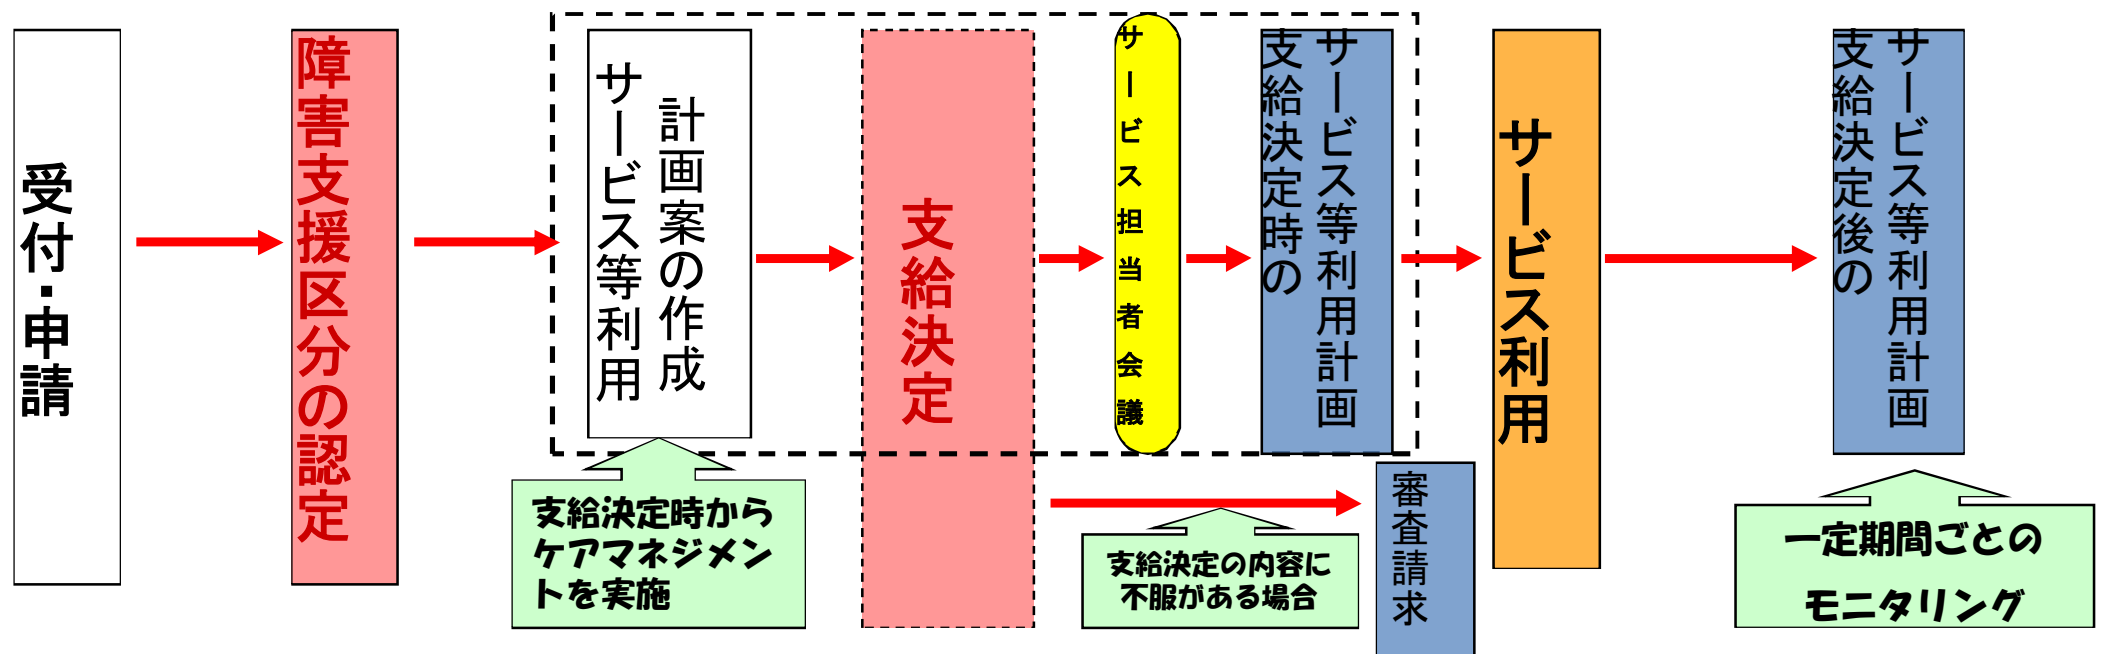 受付・申請
障害支援区分の認定
サービス等利用
計画案の作成
支給決定時から
ケアマネジメン
トを実施
支給決定
サービス担当者会議
支給決定時の
サービス等利用計画
支給決定の内容に
不服がある場合
審査請求
サービス利用
支給決定後の
サービス等利用計画
一定期間ごとの
モニタリング